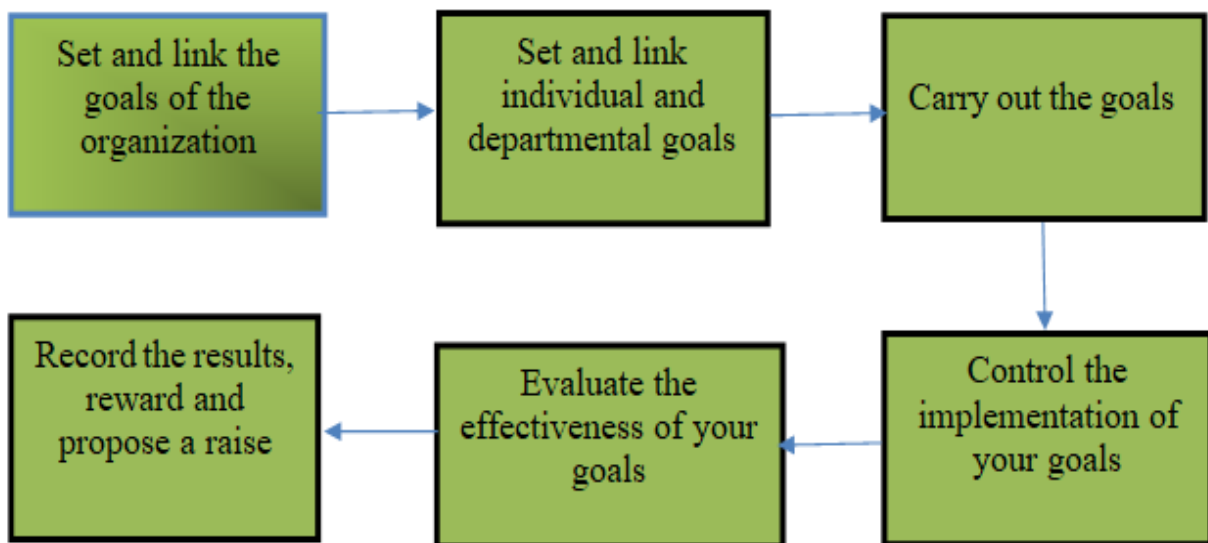 Set and link the
goals of the
organization
Set and link
individual and
departmental goals
Carry out the goals
Control the
implementation of
your goals
Evaluate the
effectiveness of your
goals
Record the results,
reward and
propose a raise